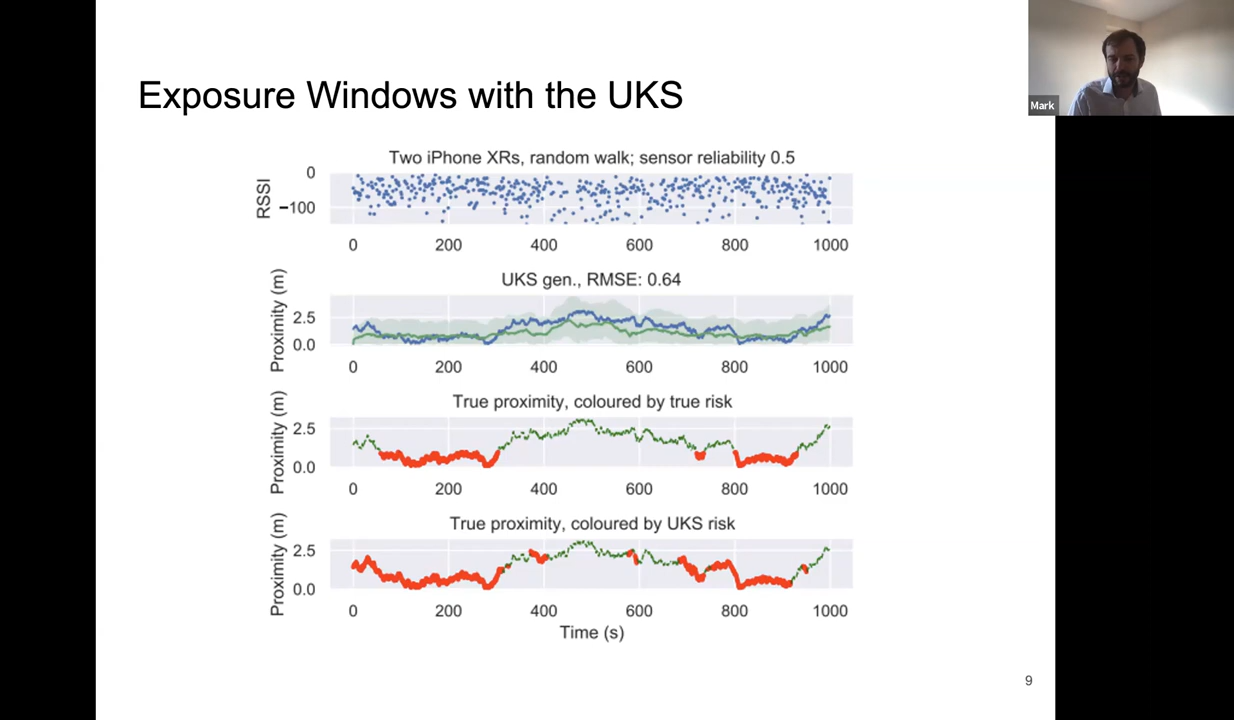 Exposure Windows with the UKS
Mark
Two iPhone XRs, random walk; sensor reliability 0.5
RSSI
0
−100
0 200 400 600 800 1000
UKS gen., RMSE: 0.64
Proximity (m)
2.5
0.0
0 200 400 600 800 1000
True proximity, coloured by true risk
Proximity (m)
2.5
0.0
0 200 400 600 800 1000
True proximity, coloured by UKS risk
Proximity (m)
2.5
0.0
0 200 400 600 800 1000
Time (s)
9